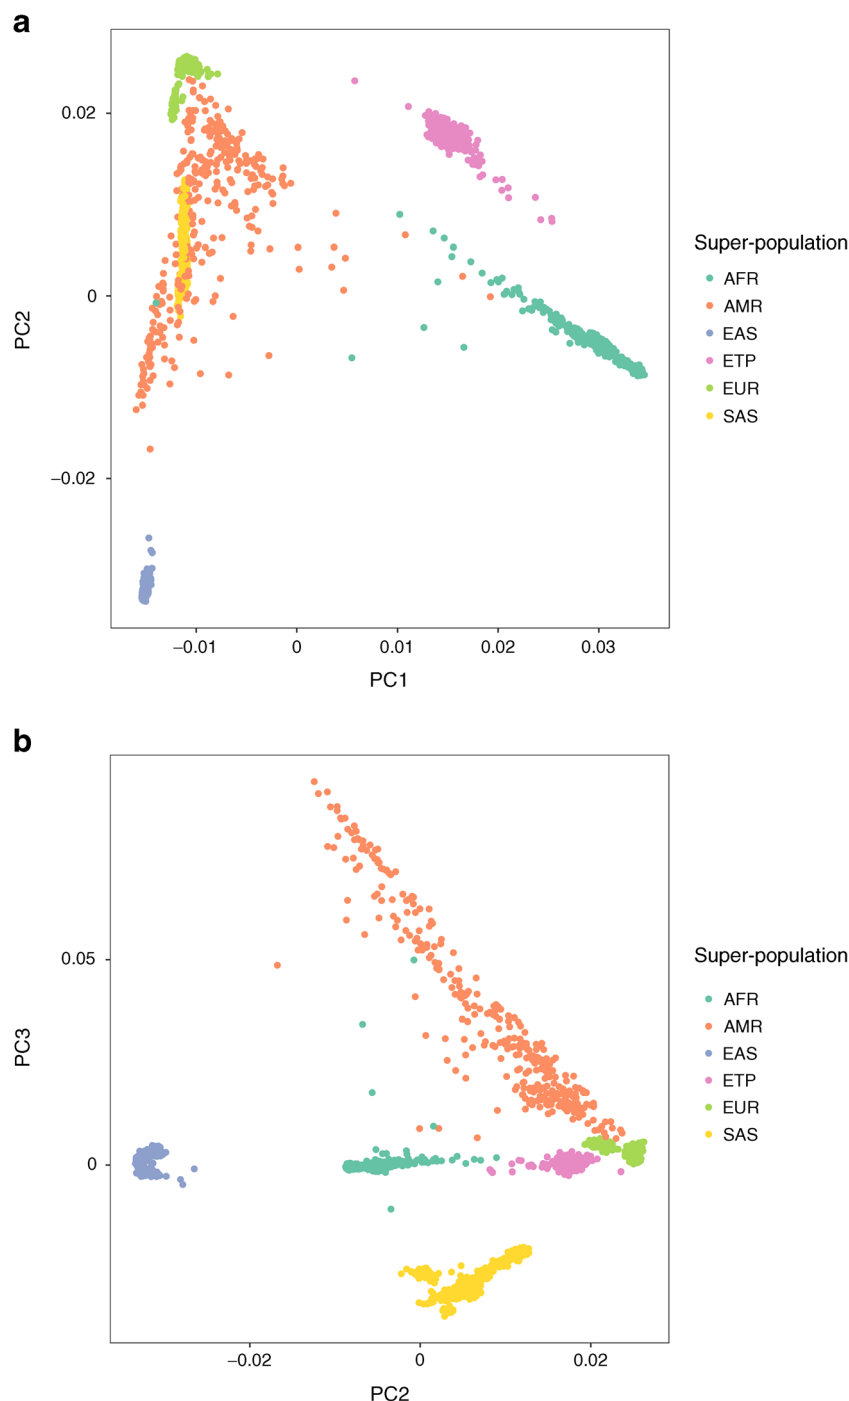 a
0.02
0
−0.02
PC2
−0.01
0
0.01
0.02
0.03
PC1
Super-population
AFR
AMR
EAS
ETP
EUR
SAS
b
0.05
0
PC3
−0.02
0
0.02
PC2
Super-population
AFR
AMR
EAS
ETP
EUR
SAS